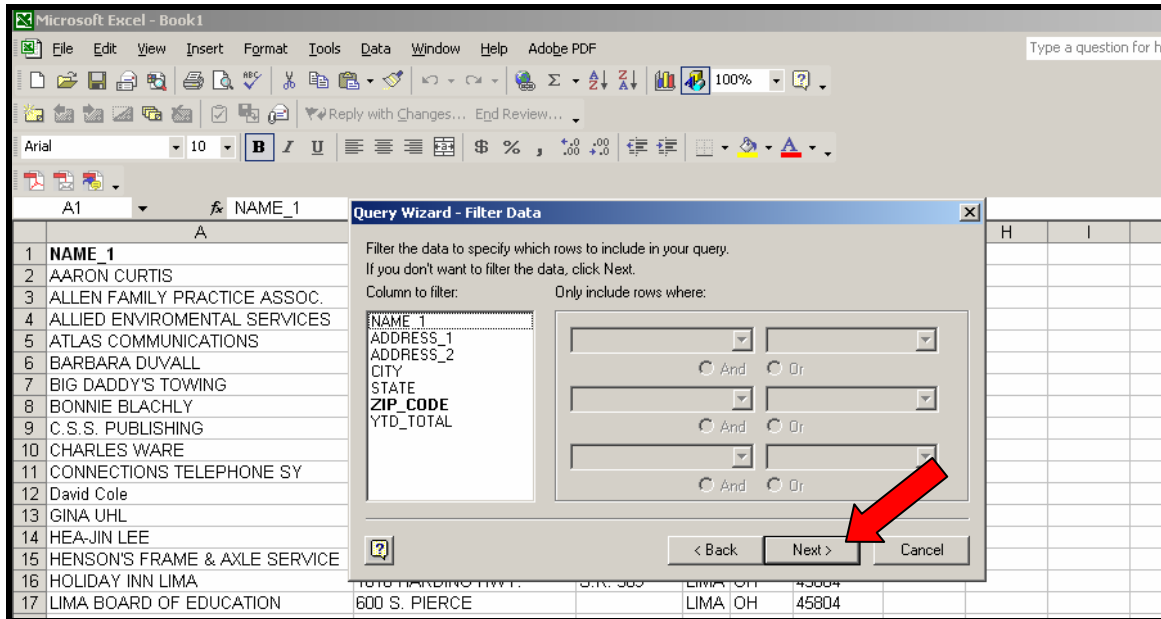 Microsoft Excel - Book1
File Edit View Insert Format Tools Data Window Help Adobe PDF Type a question for h
100%
Reply with Changes... End Review...
Arial 10 B I U $ % ,
A1 fx NAME_1
A H I
1 NAME_1
2 AARON CURTIS
3 ALLEN FAMILY PRACTICE ASSOC.
4 ALLIED ENVIROMENTAL SERVICES
5 ATLAS COMMUNICATIONS
6 BARBARA DUVALL
7 BIG DADDY'S TOWING
8 BONNIE BLACHLY
9 C.S.S. PUBLISHING
10 CHARLES WARE
11 CONNECTIONS TELEPHONE SY
12 David Cole
13 GINA UHL
14 HEA-JIN LEE
15 HENSON'S FRAME & AXLE SERVICE
16 HOLIDAY INN LIMA
17 LIMA BOARD OF EDUCATION 600 S. PIERCE LIMA OH 45804
Query Wizard - Filter Data
Filter the data to specify which rows to include in your query.
If you don't want to filter the data, click Next.
Column to filter: Only include rows where:
NAME_1
ADDRESS_1
ADDRESS_2
CITY
STATE
ZIP_CODE
YTD_TOTAL
And Or
And Or
And Or
< Back Next > Cancel